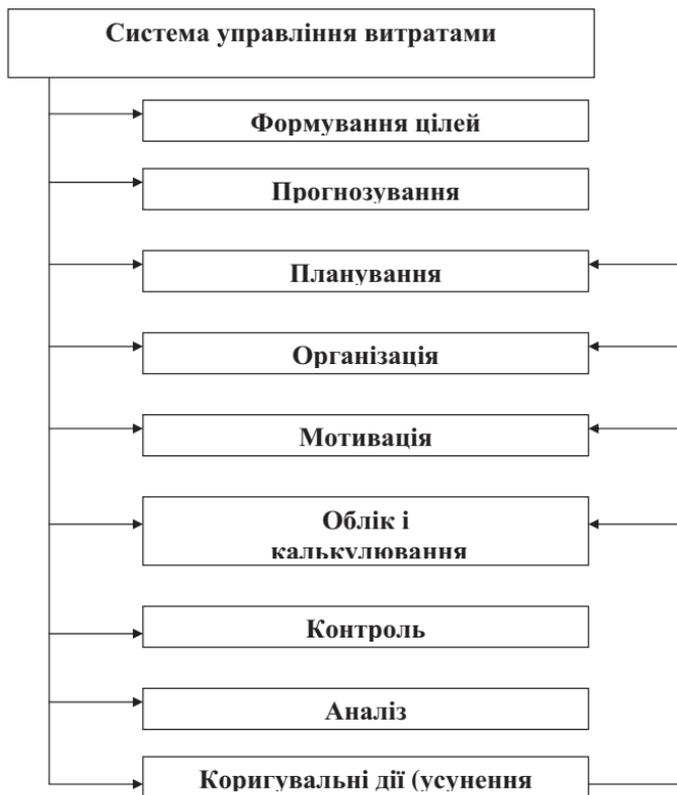 Система управління витратами
Формування цілей
Прогнозування
Планування
Організація
Мотивація
Облік і
калькулювання
Контроль
Аналіз
Коригувальні дії (усунення